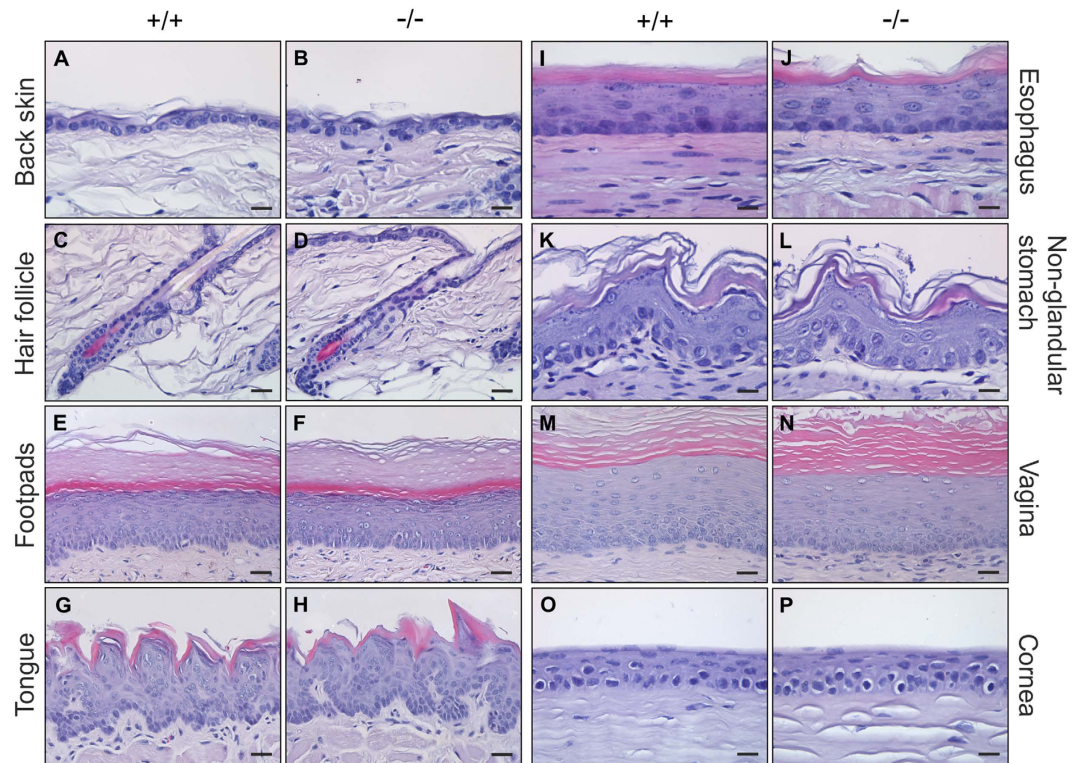 +/+ -/- +/+ -/-
Back skin A B I J Esophagus
Hair follicle C D K L Non-glandular
stomach
Footpads E F M N Vagina
Tongue G H O P Cornea